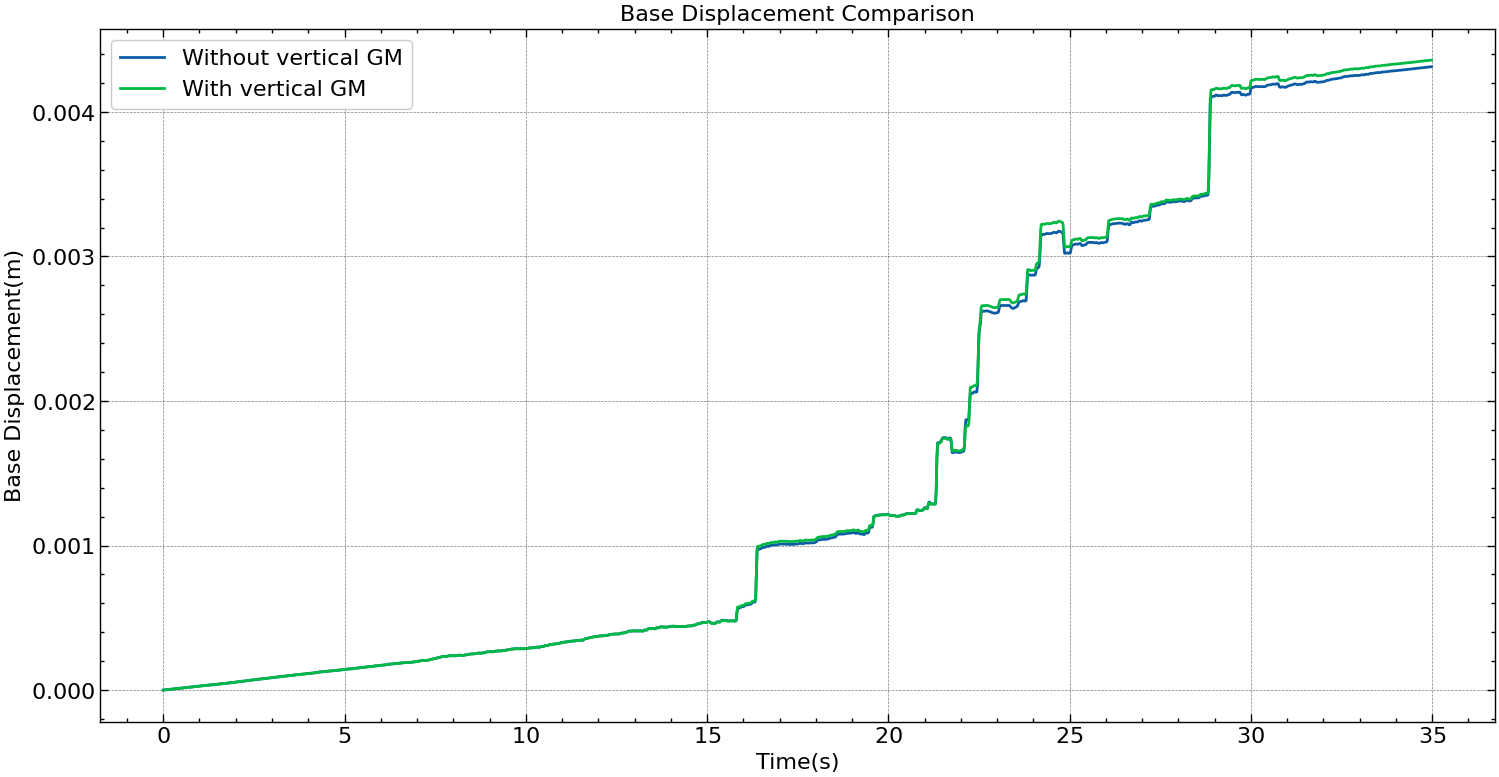 Base Displacement Comparison
Without vertical GM
With vertical GM
Base Displacement(m)
0.004
0.003
0.002
0.001
0.000
0 5 10 15 20 25 30 35
Time(s)